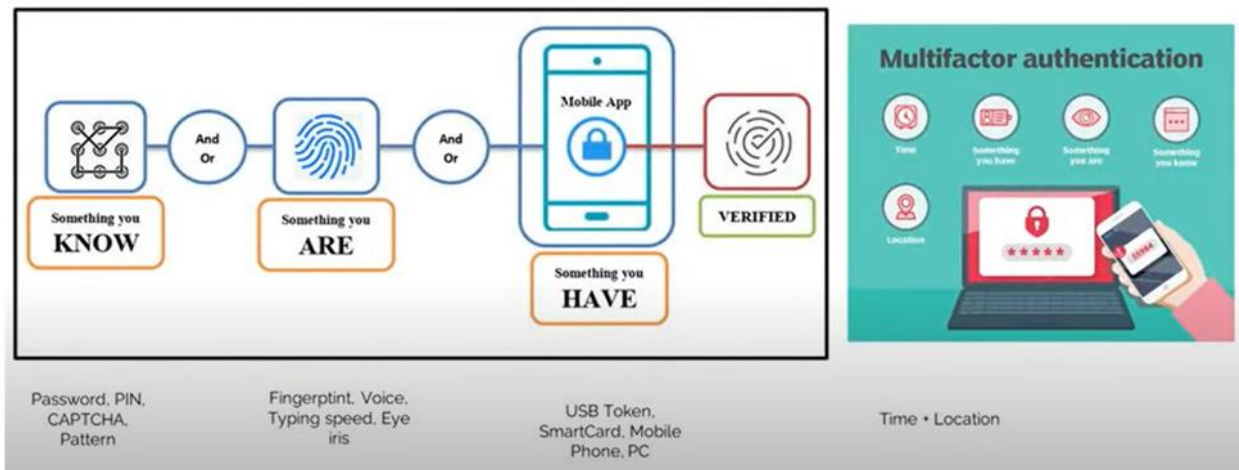 And
Or
And
Or
Mobile App
Something you
KNOW
Something you
ARE
Something you
HAVE
VERIFIED
Multifactor authentication
Time
Something
you have
Something
you are
Something
you know
Location
*****
Password, PIN,
CAPTCHA,
Pattern
Fingerptint, Voice,
Typing speed, Eye
iris
USB Token,
SmartCard, Mobile
Phone, PC
Time + Location